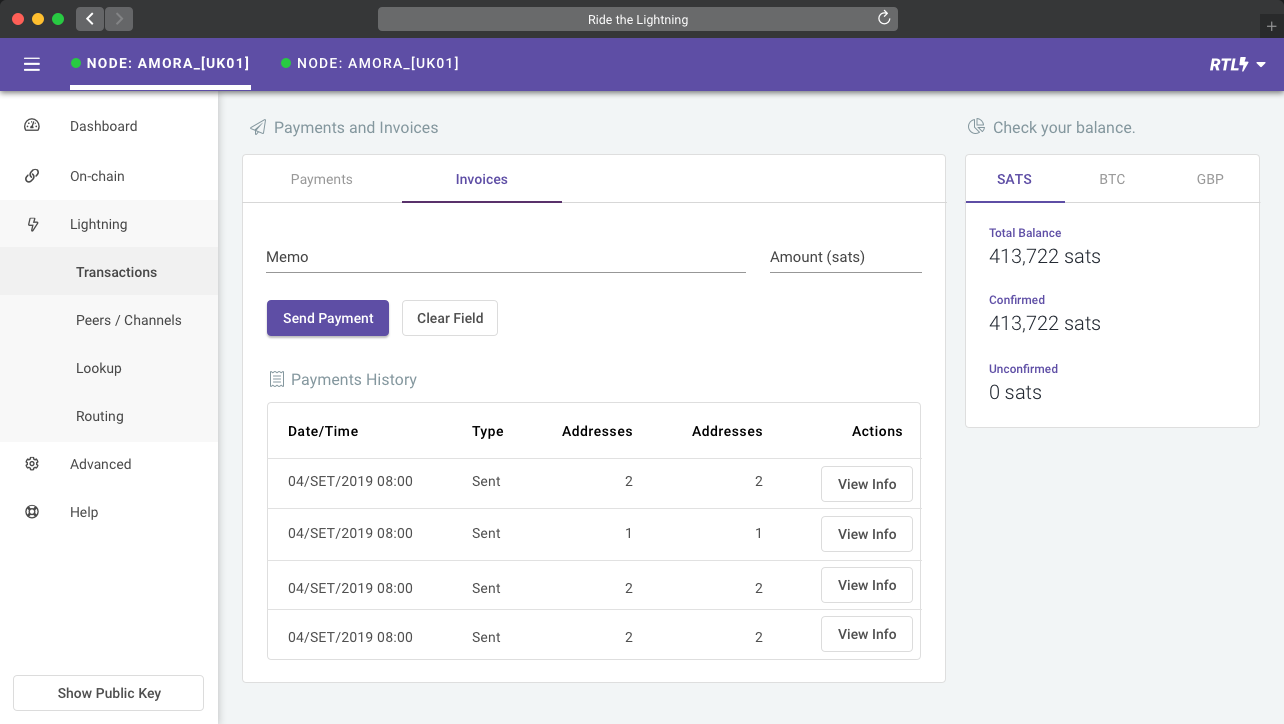 Ride the Lightning
NODE: AMORA_[UK01]
NODE: AMORA_[UK01]
RTL
Dashboard
On-chain
Lightning
Transactions
Peers / Channels
Lookup
Routing
Advanced
Help
Show Public Key
Payments and Invoices
Payments
Invoices
Memo
Amount (sats)
Send Payment
Clear Field
Payments History
Date/Time Type Addresses Addresses Actions
04/SET/2019 08:00 Sent 2 2 View Info
04/SET/2019 08:00 Sent 1 1 View Info
04/SET/2019 08:00 Sent 2 2 View Info
04/SET/2019 08:00 Sent 2 2 View Info
Check your balance.
SATS BTC GBP
Total Balance
413,722 sats
Confirmed
413,722 sats
Unconfirmed
0 sats